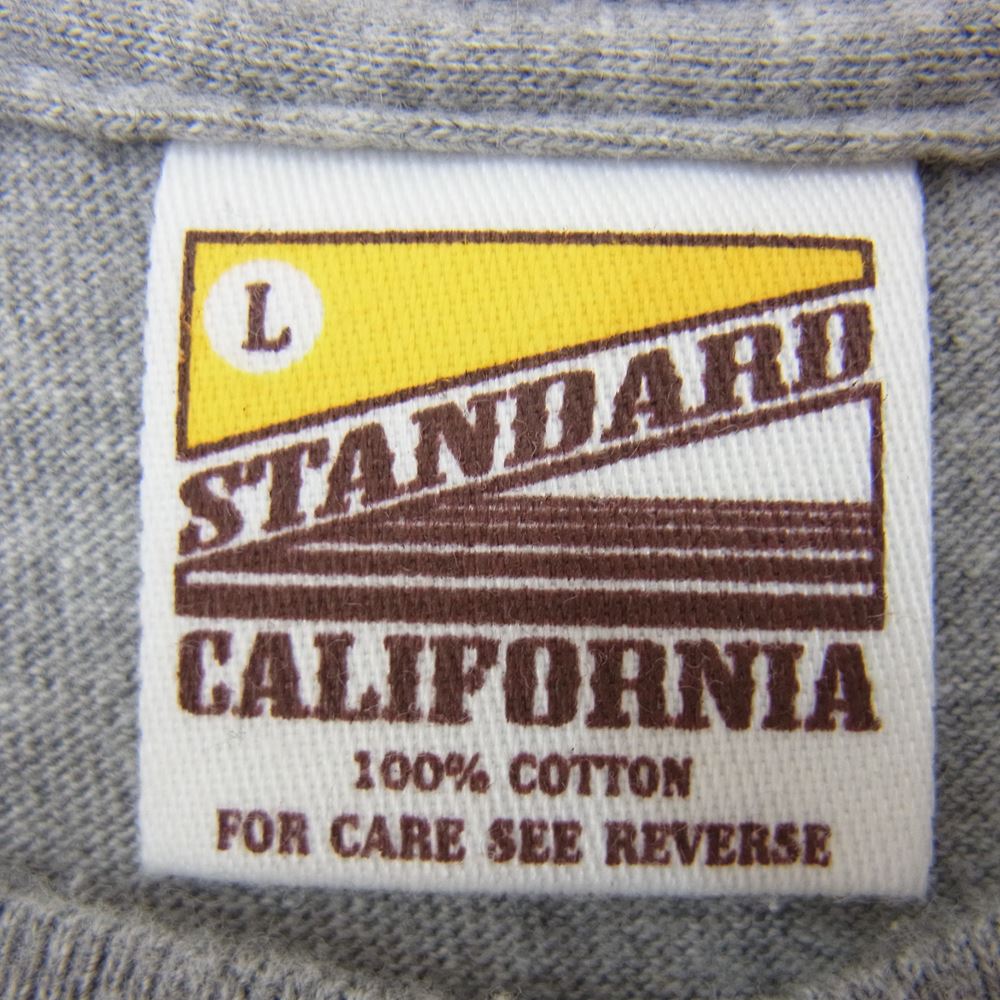 L
STANDARD
CALIFORNIA
100% COTTON
FOR CARE SEE REVERSE